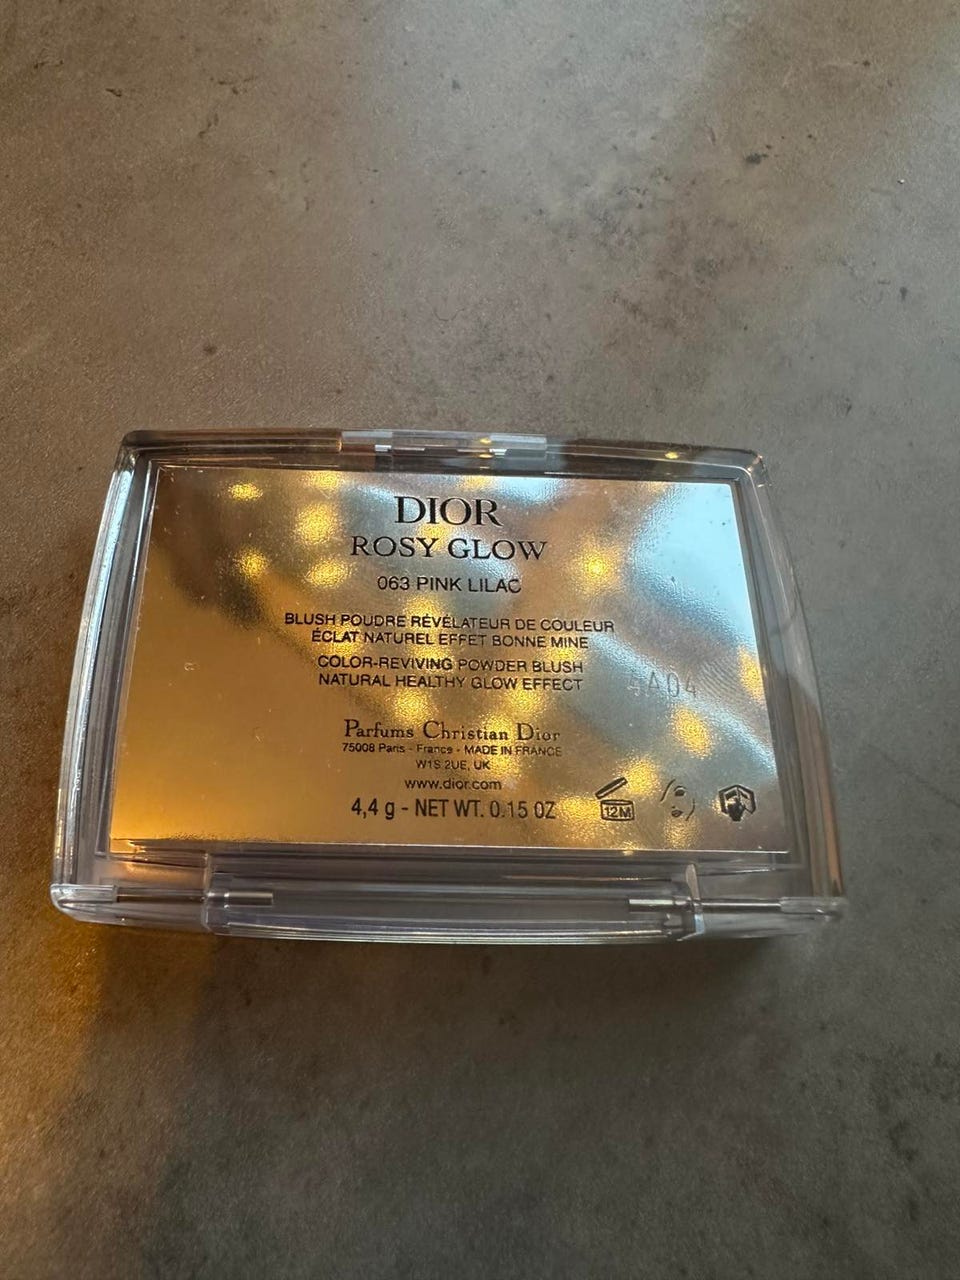 DIOR
ROSY GLOW
063 PINK LILAC
BLUSH POUDRE RÉVÉLATEUR DE COULEUR
ÉCLAT NATUREL EFFET BONNE MINE
COLOR-REVIVING POWDER BLUSH
NATURAL HEALTHY GLOW EFFECT
Parfums Christian Dior
75008 Paris - France - MADE IN FRANCE
W1S 2UE, UK
www.dior.com
4,4 g - NET WT. 0.15 OZ
12M